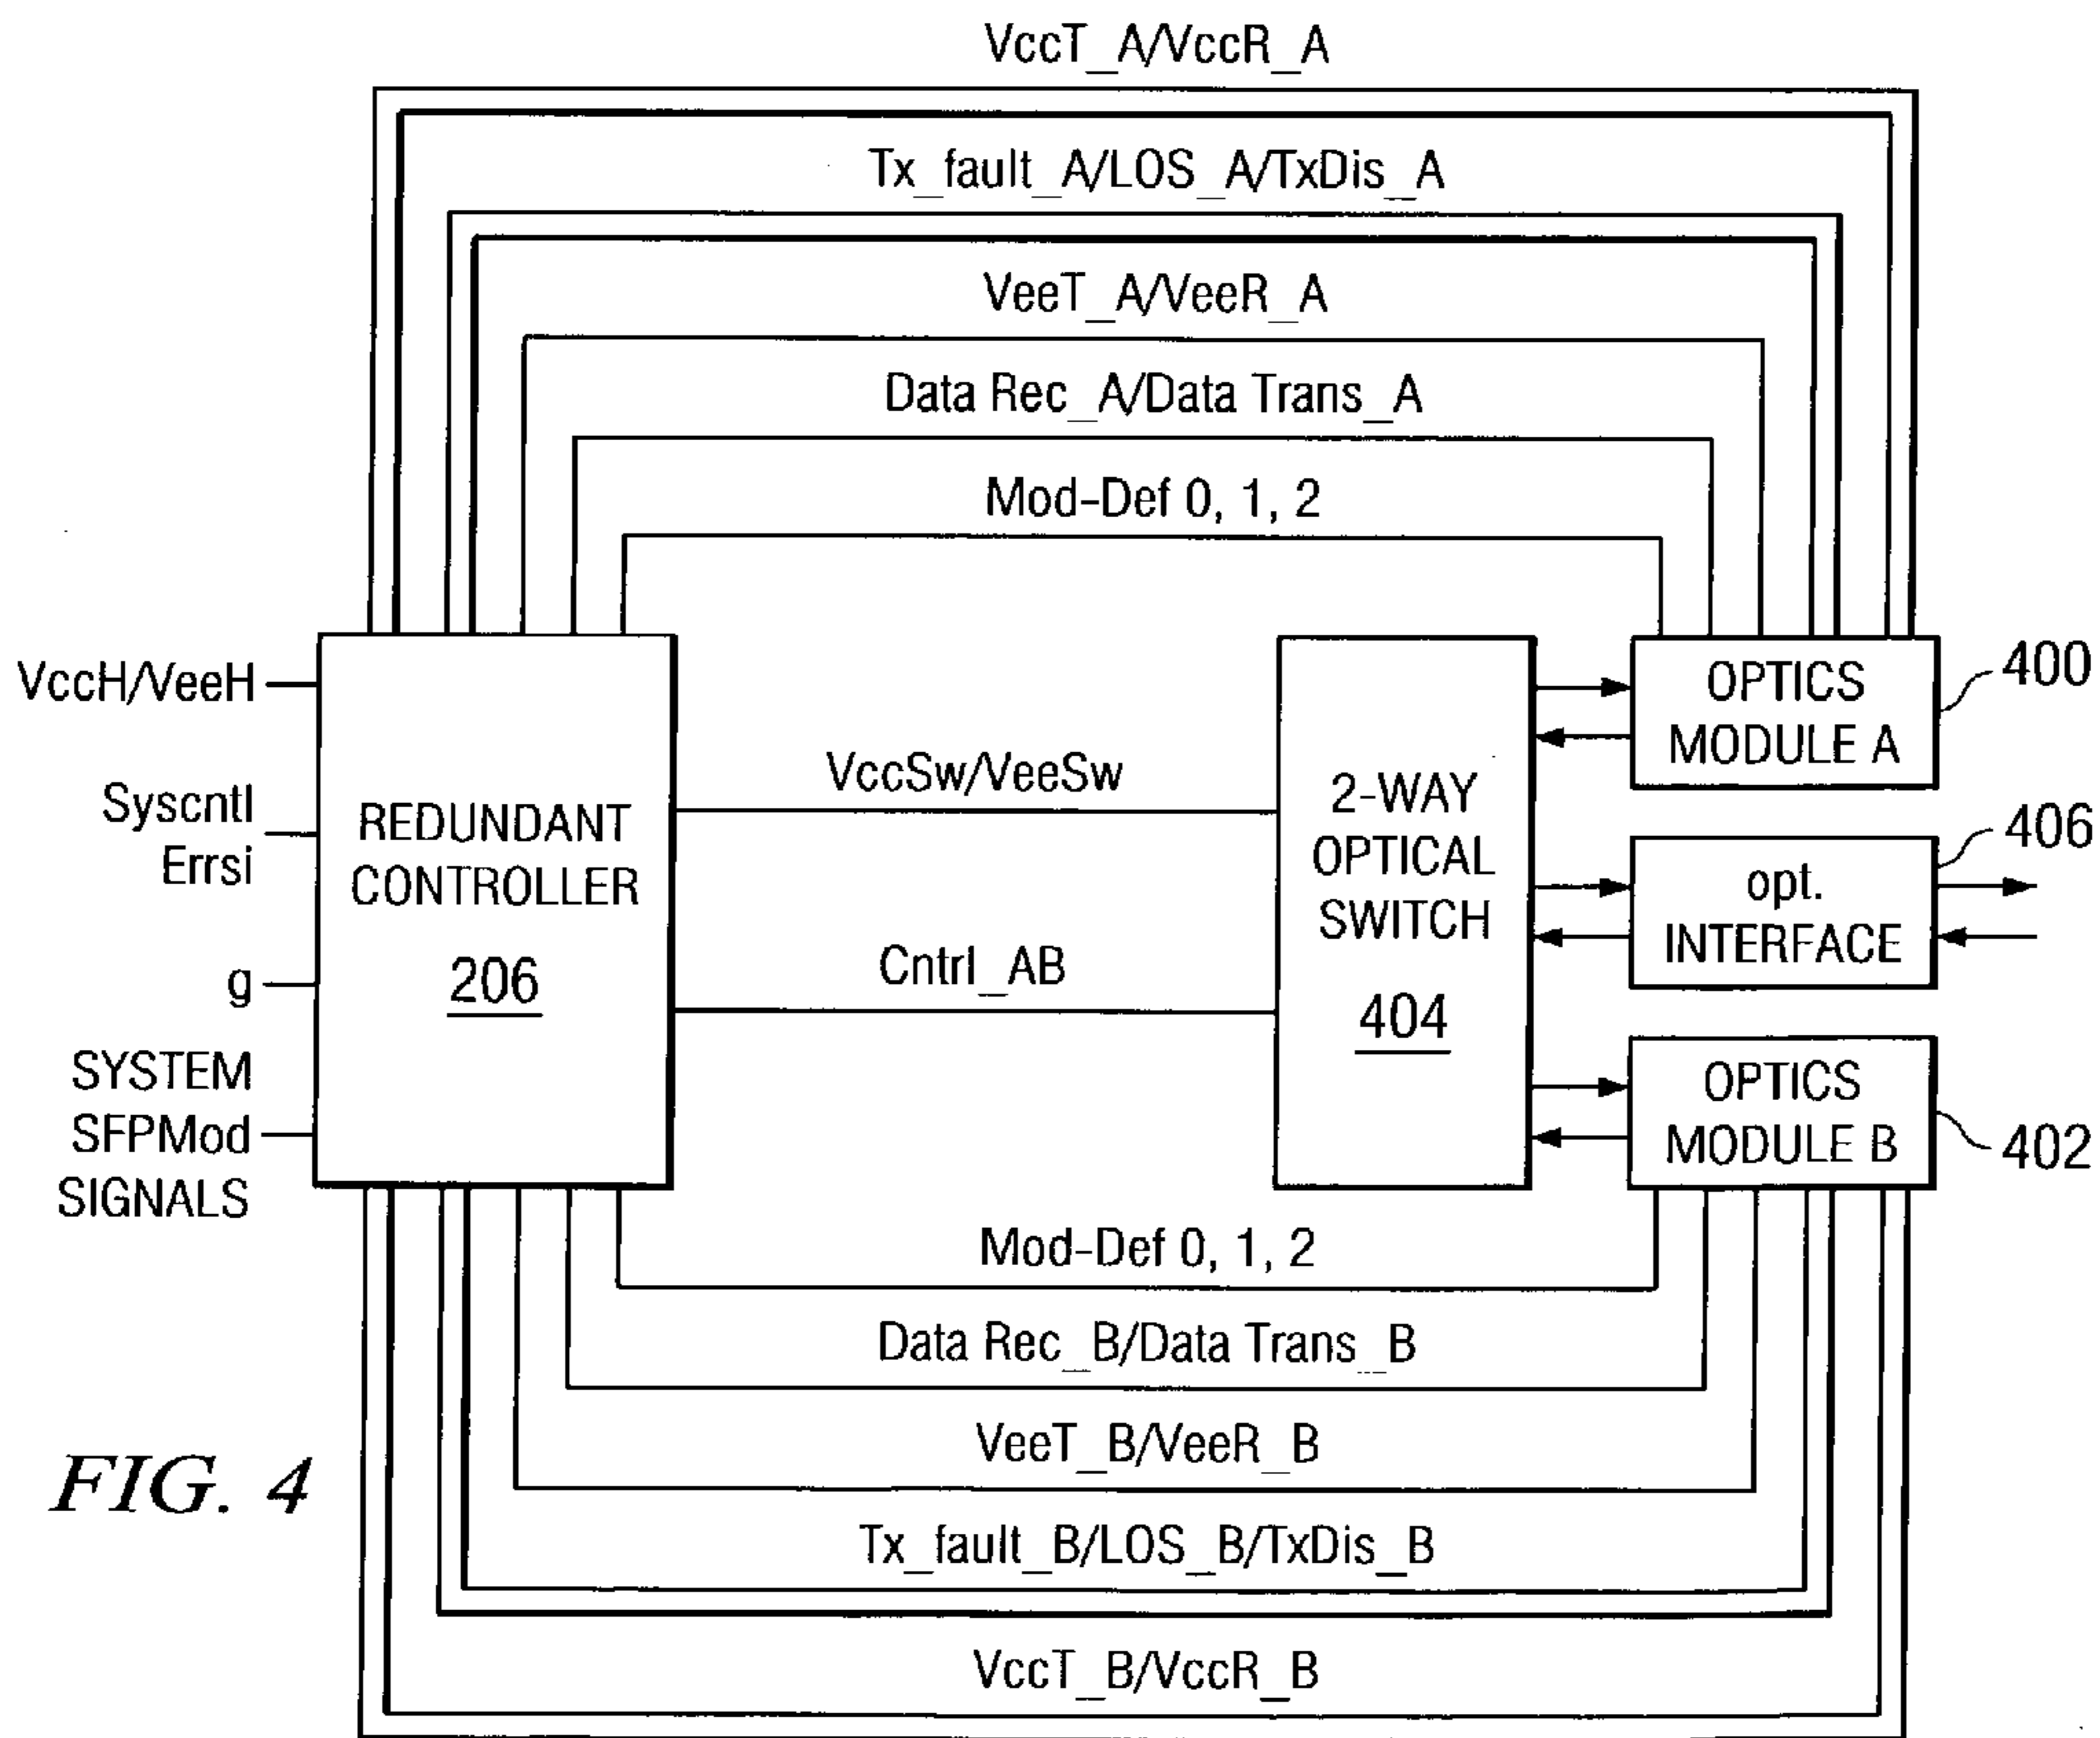 VccT_A/VccR_A
Tx_fault_A/LOS_A/TxDis_A
VeeT_A/VeeR_A
Data Rec_A/Data Trans_A
Mod-Def 0, 1, 2
VccH/VeeH
Syscntl
Errsi
g
SYSTEM
SFPMod
SIGNALS
REDUNDANT
CONTROLLER
206
VccSw/VeeSw
Cntrl_AB
2-WAY
OPTICAL
SWITCH
404
OPTICS
MODULE A
400
opt.
INTERFACE
406
OPTICS
MODULE B
402
Mod-Def 0, 1, 2
Data Rec_B/Data Trans_B
VeeT_B/VeeR_B
Tx_fault_B/LOS_B/TxDis_B
VccT_B/VccR_B
FIG. 4